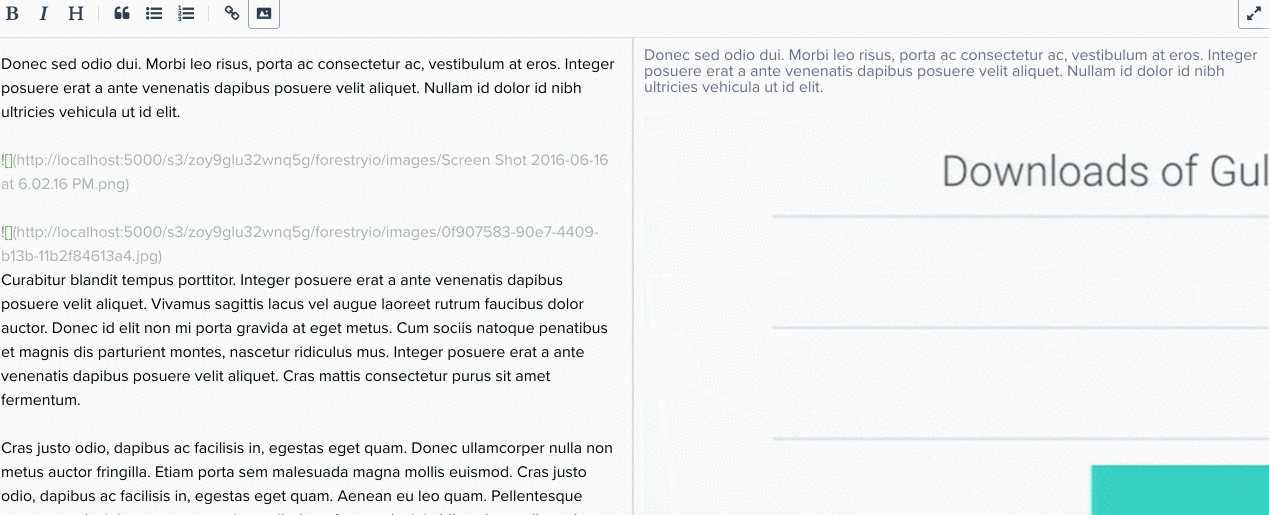 B I H
Donec sed odio dui. Morbi leo risus, porta ac consectetur ac, vestibulum at eros. Integer
posuere erat a ante venenatis dapibus posuere velit aliquet. Nullam id dolor id nibh
ultricies vehicula ut id elit.
![](http://localhost:5000/s3/zoy9glu32wnq5g/forestryio/images/Screen Shot 2016-06-16
at 6.02.16 PM.png)
![](http://localhost:5000/s3/zoy9glu32wnq5g/forestryio/images/0f907583-90e7-4409-
b13b-11b2f84613a4.jpg)
Curabitur blandit tempus porttitor. Integer posuere erat a ante venenatis dapibus
posuere velit aliquet. Vivamus sagittis lacus vel augue laoreet rutrum faucibus dolor
auctor. Donec id elit non mi porta gravida at eget metus. Cum sociis natoque penatibus
et magnis dis parturient montes, nascetur ridiculus mus. Integer posuere erat a ante
venenatis dapibus posuere velit aliquet. Cras mattis consectetur purus sit amet
fermentum.
Cras justo odio, dapibus ac facilisis in, egestas eget quam. Donec ullamcorper nulla non
metus auctor fringilla. Etiam porta sem malesuada magna mollis euismod. Cras justo
odio, dapibus ac facilisis in, egestas eget quam. Aenean eu leo quam. Pellentesque
Donec sed odio dui. Morbi leo risus, porta ac consectetur ac, vestibulum at eros. Integer
posuere erat a ante venenatis dapibus posuere velit aliquet. Nullam id dolor id nibh
ultricies vehicula ut id elit.
Downloads of Gul